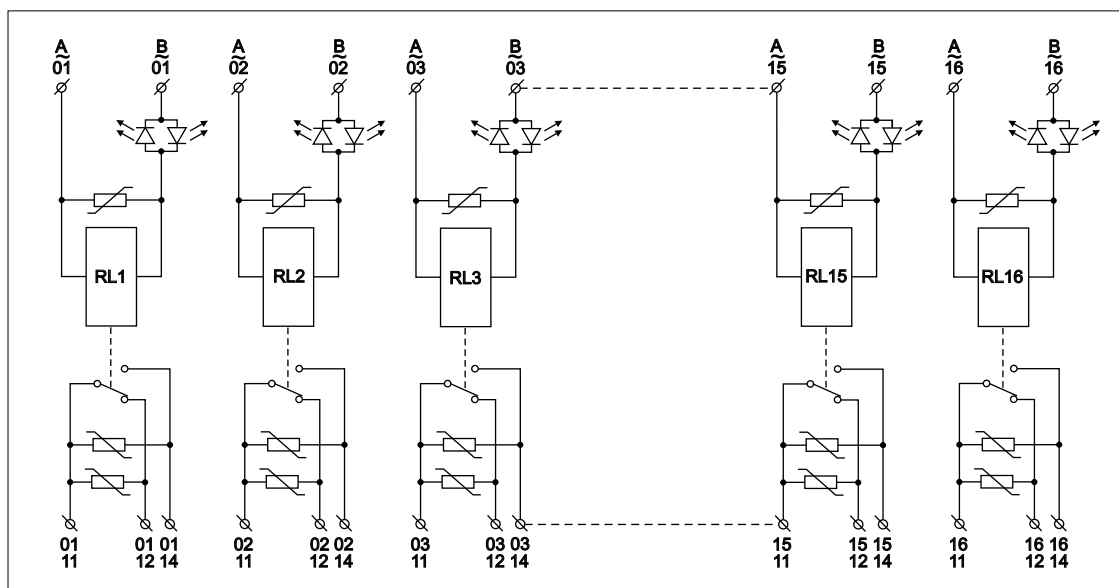 A B A B A B A B A B
~ ~ ~ ~ ~ ~ ~ ~ ~ ~
01 01 02 02 03 03 15 15 16 16
RL1 RL2 RL3 RL15 RL16
01 01 01 02 02 02 03 03 03 15 15 15 16 16 16
11 12 14 11 12 14 11 12 14 11 12 14 11 12 14